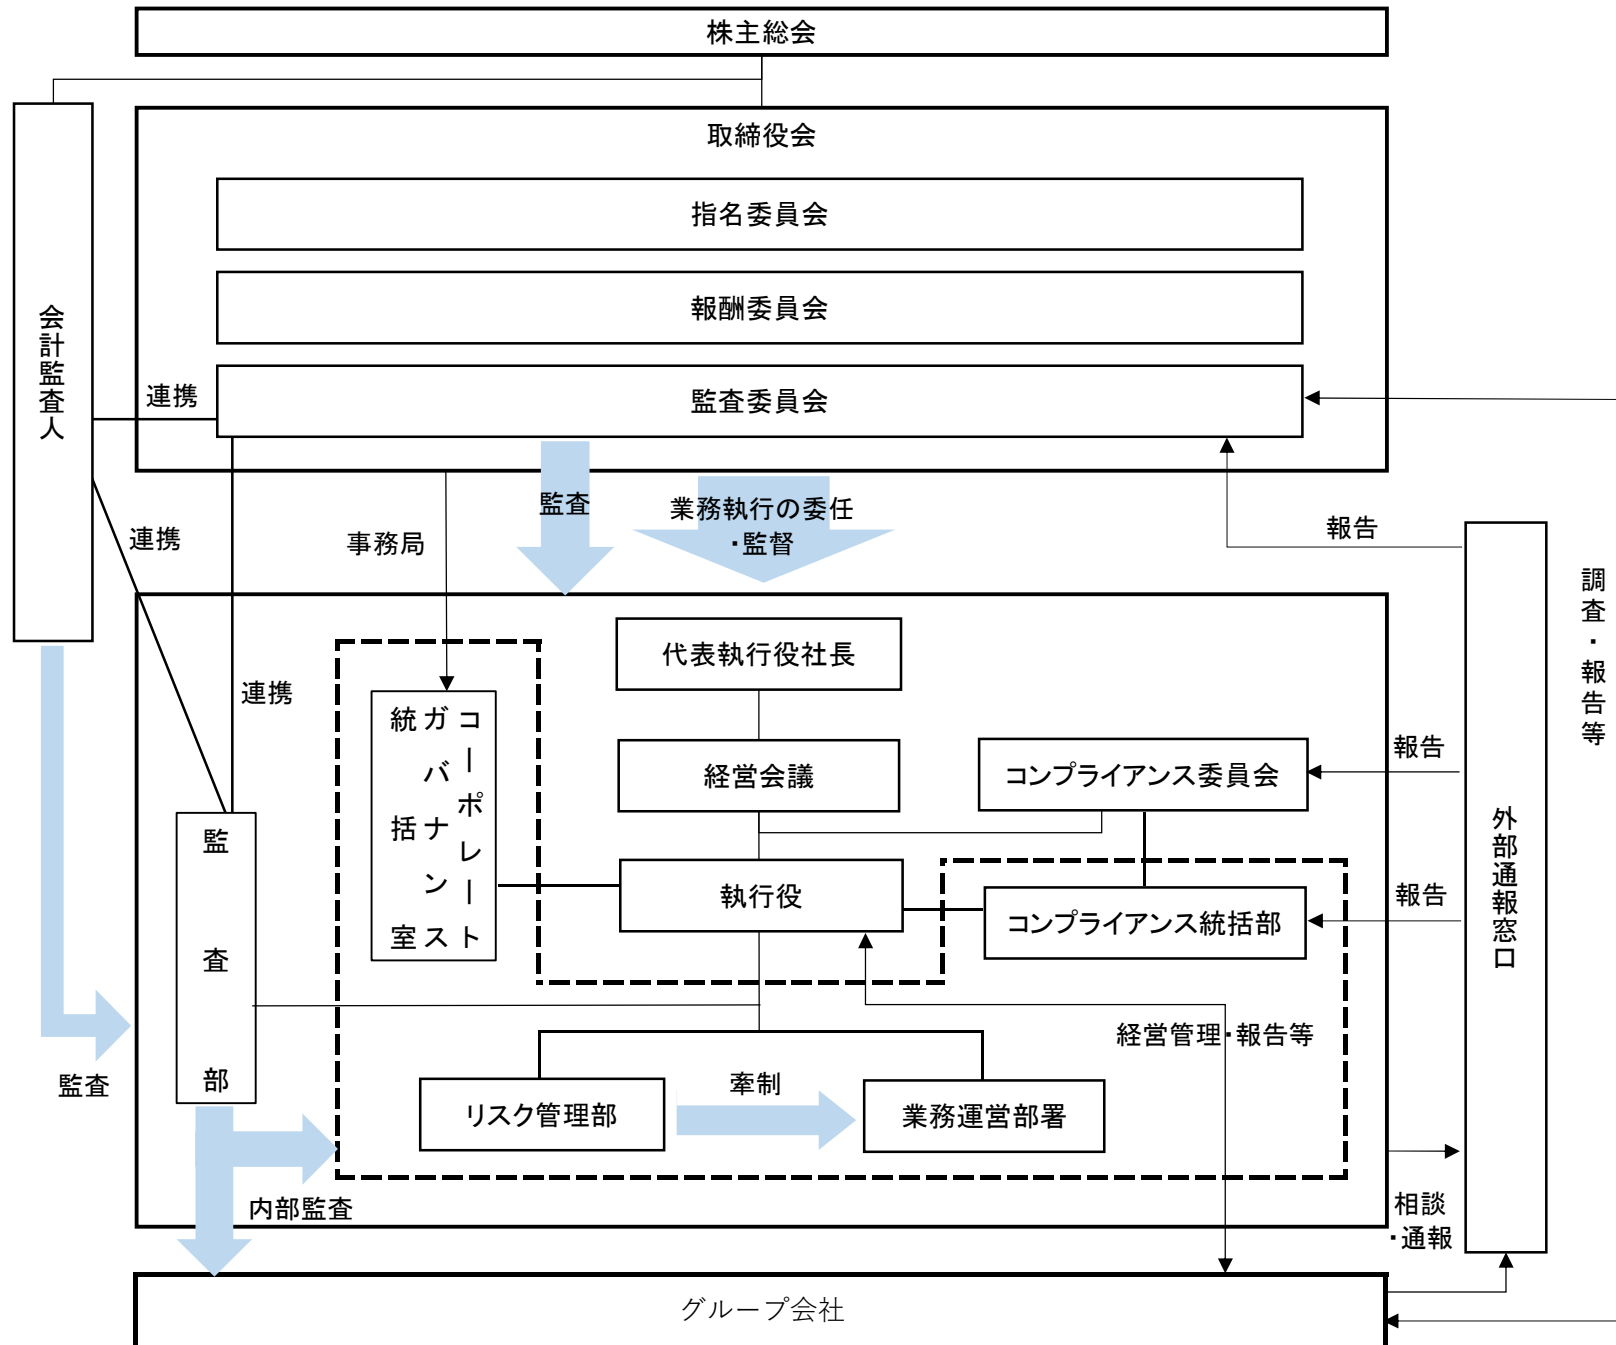 株主総会
取締役会
指名委員会
報酬委員会
監査委員会
会計監査人
連携
連携
連携
事務局
監査
業務執行の委任
・監督
報告
調査・報告等
代表執行役社長
経営会議
コンプライアンス委員会
報告
執行役
コンプライアンス統括部
報告
外部通報窓口
コーポレート
ガバナンス
統括室
監査部
経営管理・報告等
監査
リスク管理部
牽制
業務運営部署
内部監査
相談
・通報
グループ会社